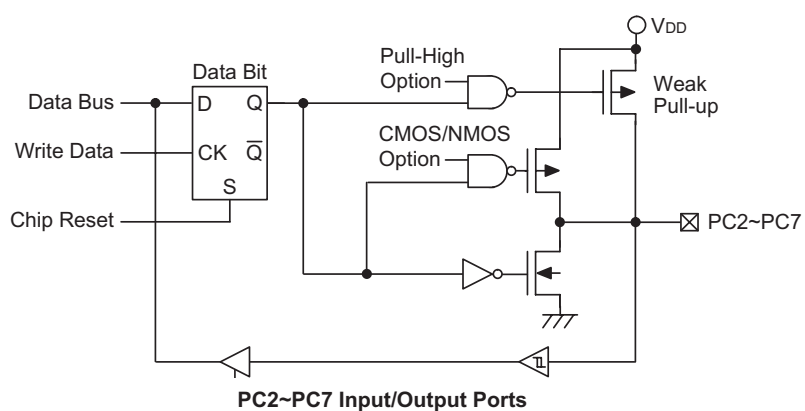 VDD
Pull-High
Option
Weak
Pull-up
Data Bit
Data Bus
D
Q
CMOS/NMOS
Option
Write Data
CK
Q̅
S
Chip Reset
PC2~PC7
PC2~PC7 Input/Output Ports